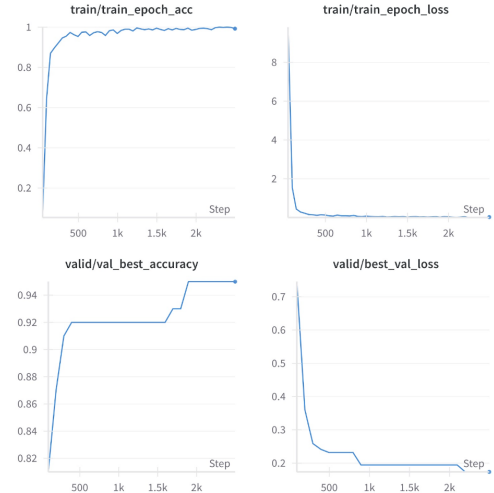 train/train_epoch_acc
1
0.8
0.6
0.4
0.2
Step
500
1k
1.5k
2k
train/train_epoch_loss
8
6
4
2
Step
500
1k
1.5k
2k
valid/val_best_accuracy
0.94
0.92
0.9
0.88
0.86
0.84
0.82
Step
500
1k
1.5k
2k
valid/best_val_loss
0.7
0.6
0.5
0.4
0.3
0.2
Step
500
1k
1.5k
2k